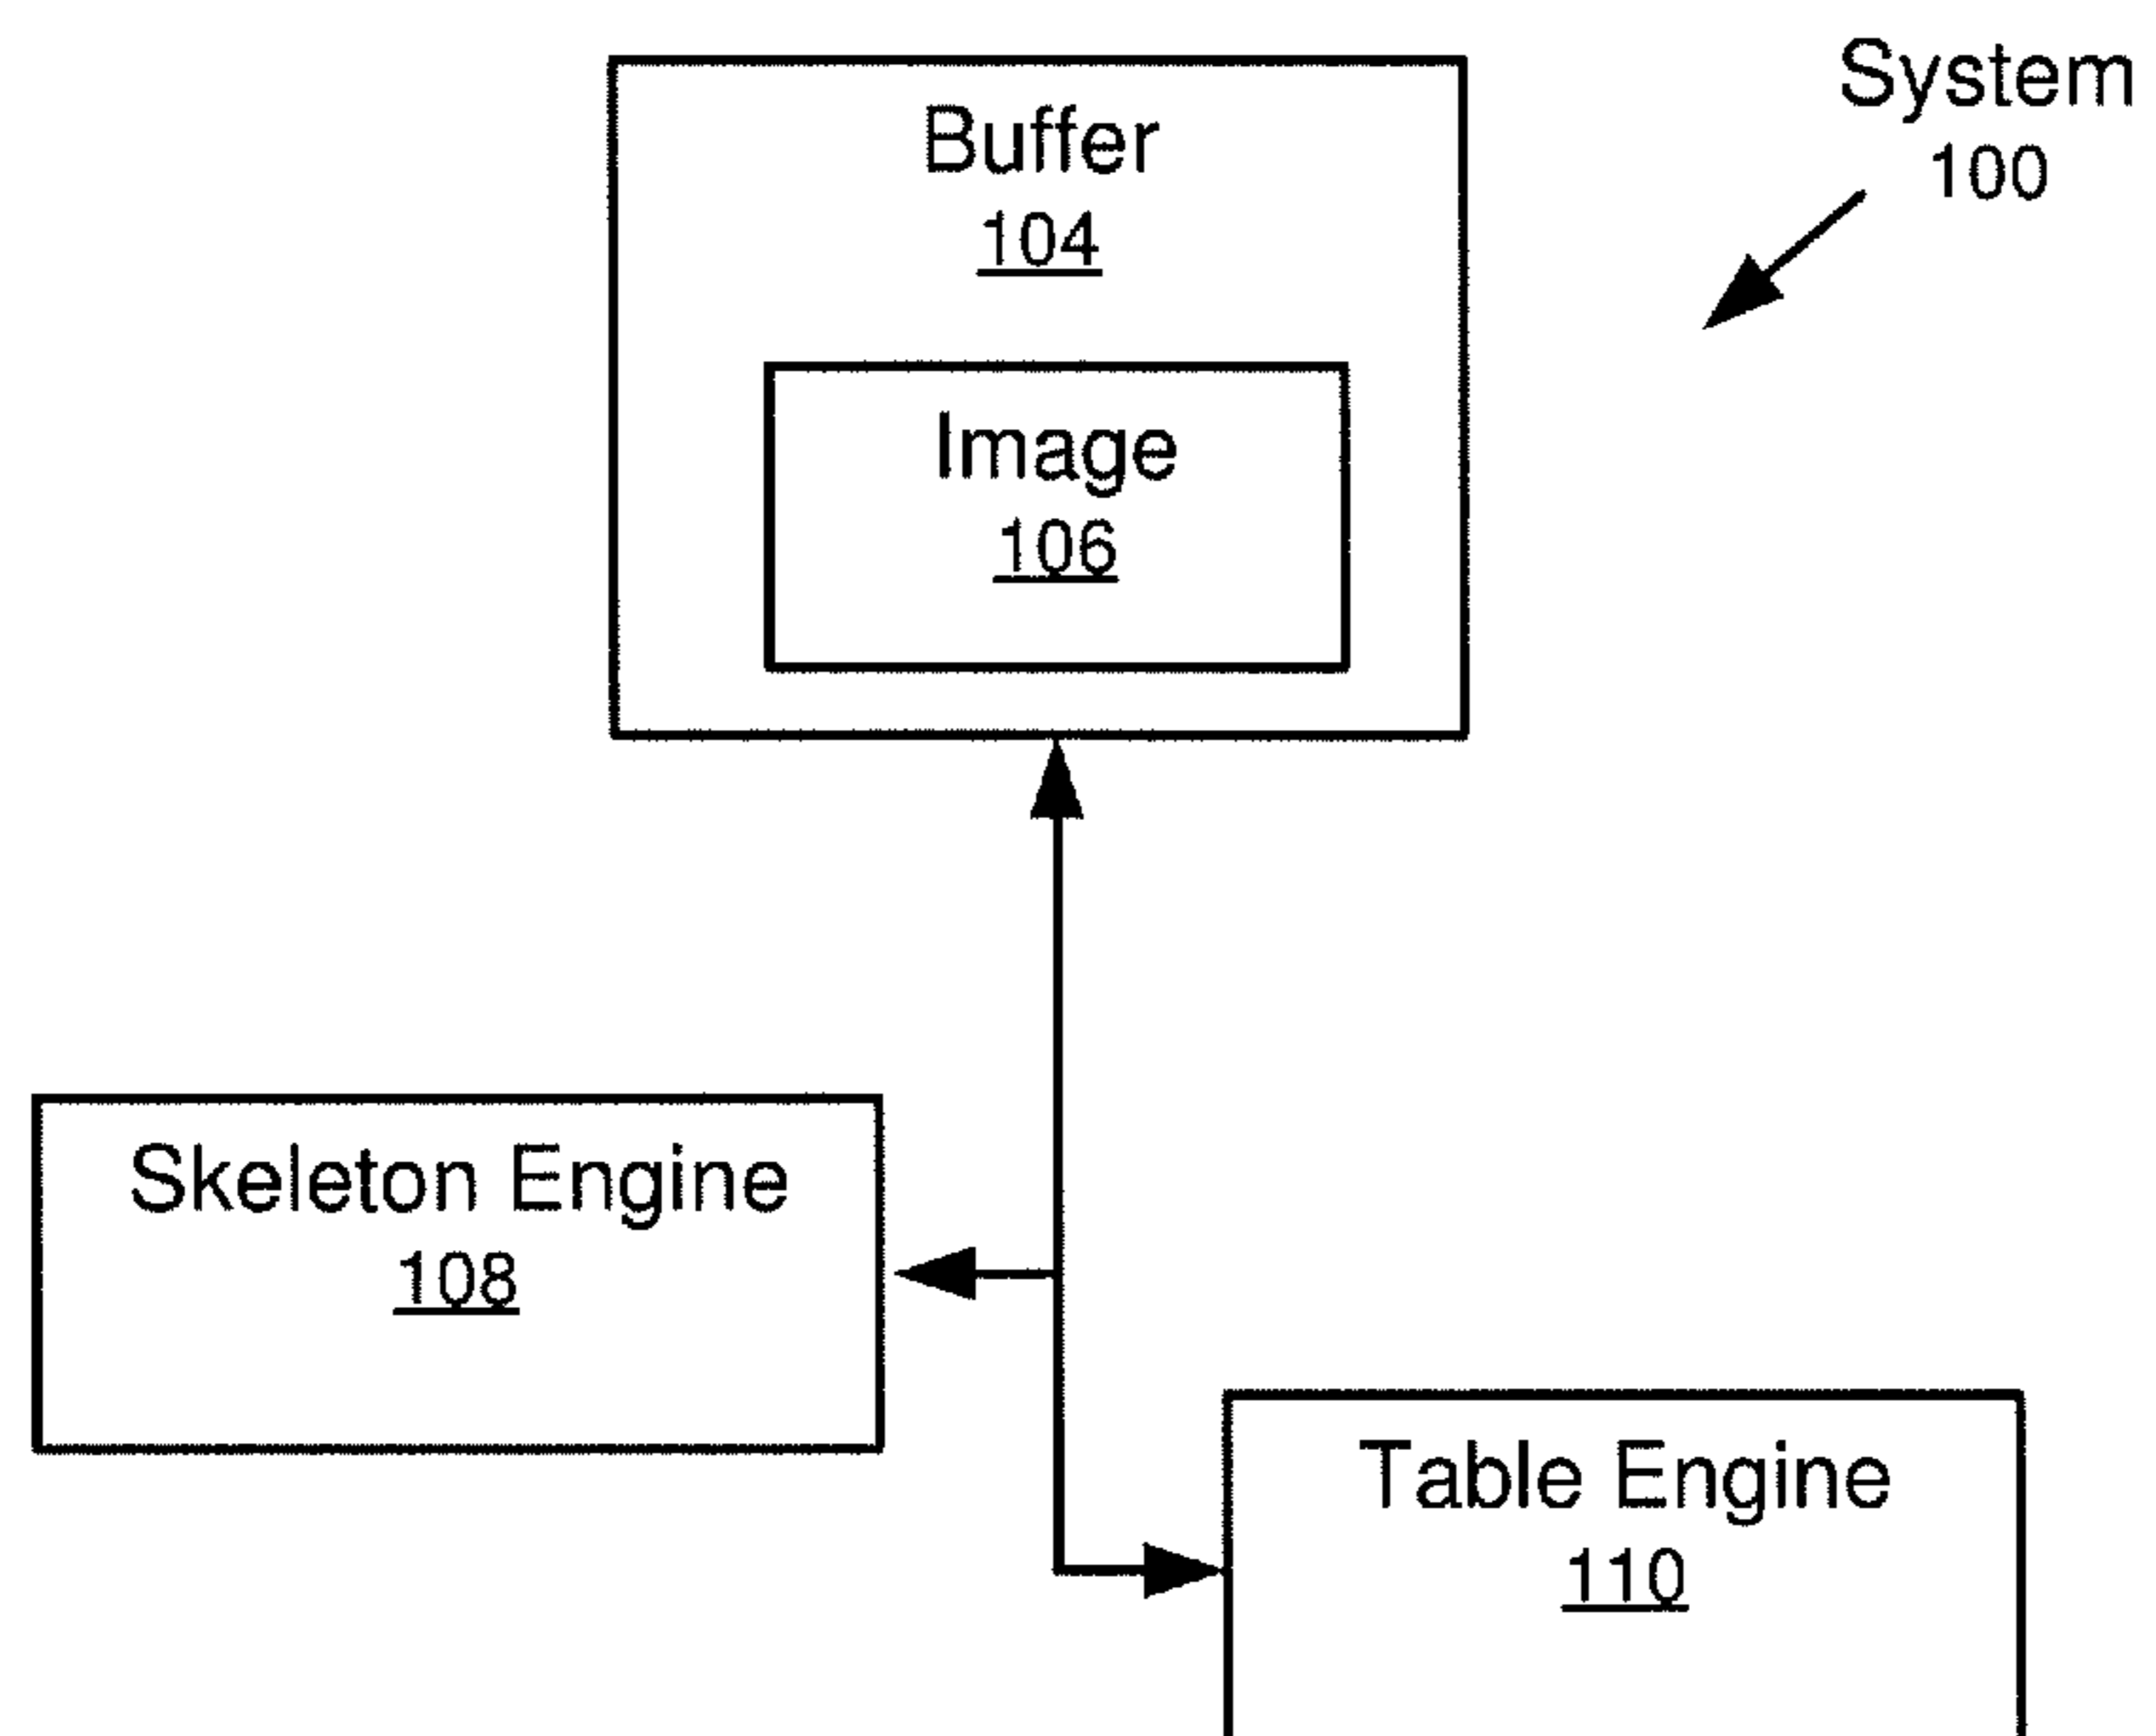 System
100
Buffer
104
Image
106
Skeleton Engine
108
Table Engine
110